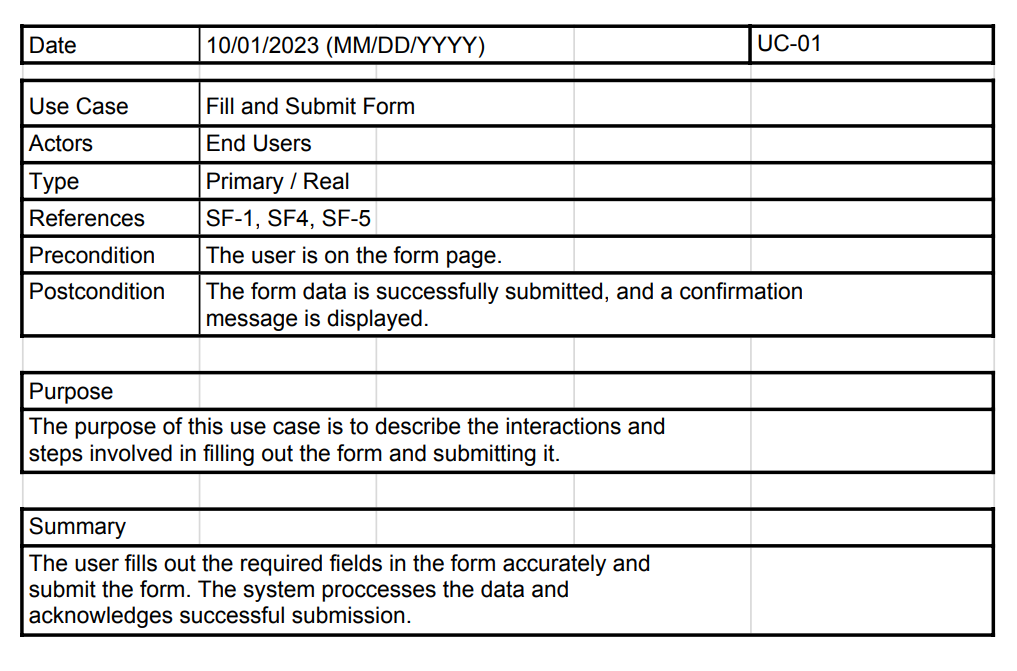 Date 10/01/2023 (MM/DD/YYYY) UC-01
Use Case Fill and Submit Form
Actors End Users
Type Primary / Real
References SF-1, SF4, SF-5
Precondition The user is on the form page.
Postcondition The form data is successfully submitted, and a confirmation
message is displayed.
Purpose
The purpose of this use case is to describe the interactions and
steps involved in filling out the form and submitting it.
Summary
The user fills out the required fields in the form accurately and
submit the form. The system proccesses the data and
acknowledges successful submission.